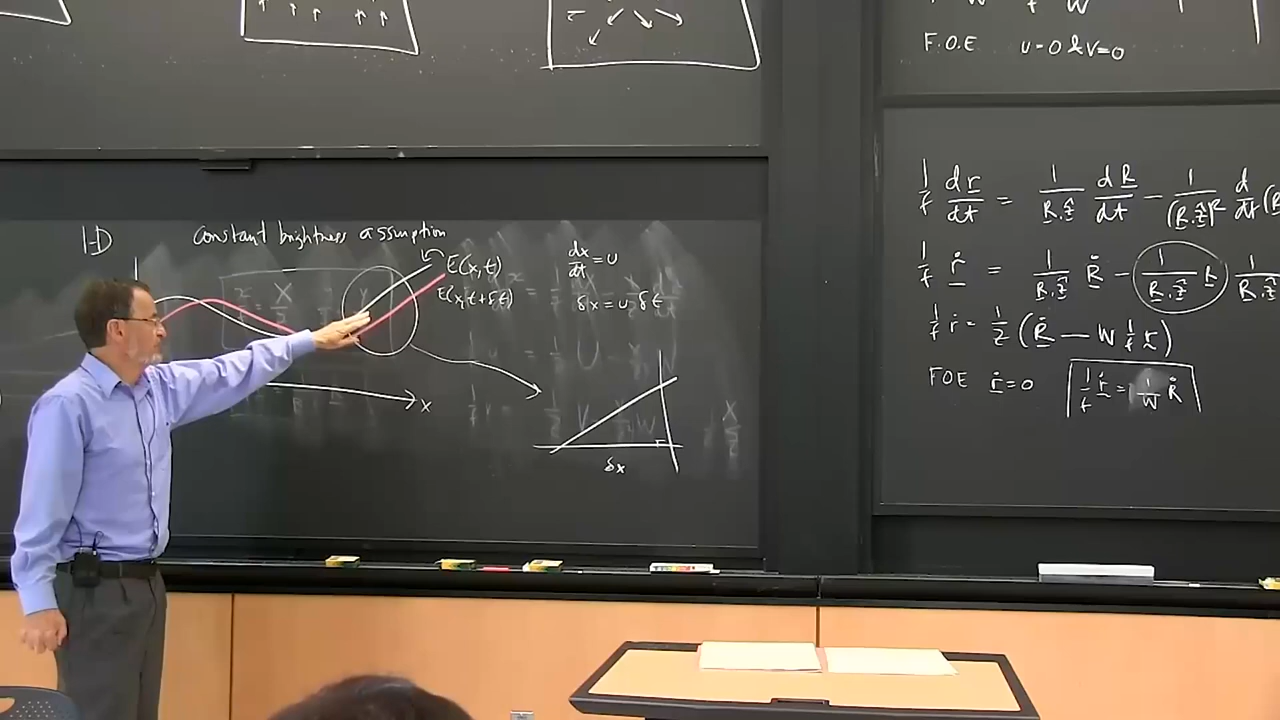 1-D
Constant brightness assumption
E(x,t)
E(x,t+δt)
dx/dt = u
δx = u δt
x
δx
F.O.E u=0 & v=0
1/f dr/dt = 1/(R.ẑ) dR/dt − 1/(R.ẑ)² d/dt (R
1/f ṙ = 1/(R.ẑ) Ṙ − 1/(R.ẑ) r 1/(R.ẑ)
1/f ṙ = 1/Z (Ṙ − W 1/f r)
FOE ṙ = 0
1/f r = 1/W Ṙ